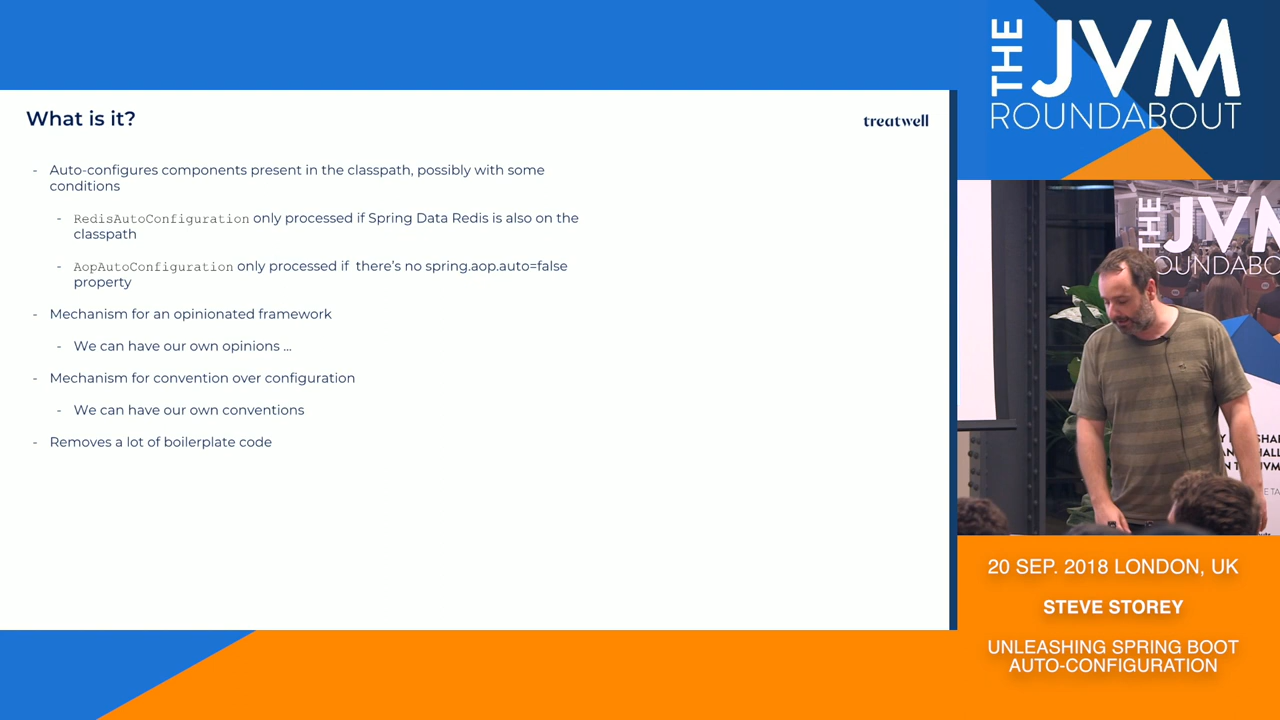 What is it?
treatwell
- Auto-configures components present in the classpath, possibly with some
conditions
- RedisAutoConfiguration only processed if Spring Data Redis is also on the
classpath
- AopAutoConfiguration only processed if there's no spring.aop.auto=false
property
- Mechanism for an opinionated framework
- We can have our own opinions ...
- Mechanism for convention over configuration
- We can have our own conventions
- Removes a lot of boilerplate code
THE
JVM
ROUNDABOUT
THE
JVM
OUNDABO
20 SEP. 2018 LONDON, UK
STEVE STOREY
UNLEASHING SPRING BOOT
AUTO-CONFIGURATION